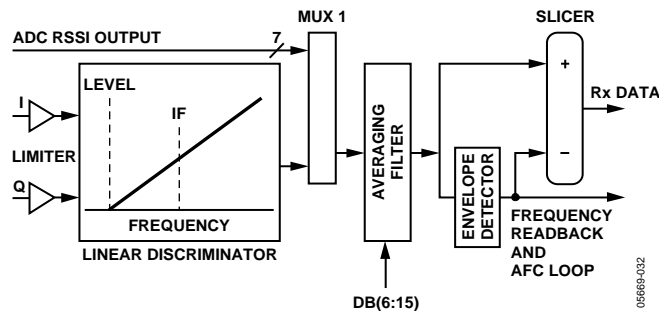 MUX 1
SLICER
ADC RSSI OUTPUT
7
LEVEL
I
IF
LIMITER
Q
FREQUENCY
LINEAR DISCRIMINATOR
AVERAGING
FILTER
DB(6:15)
ENVELOPE
DETECTOR
+
–
Rx DATA
FREQUENCY
READBACK
AND
AFC LOOP
05669-032